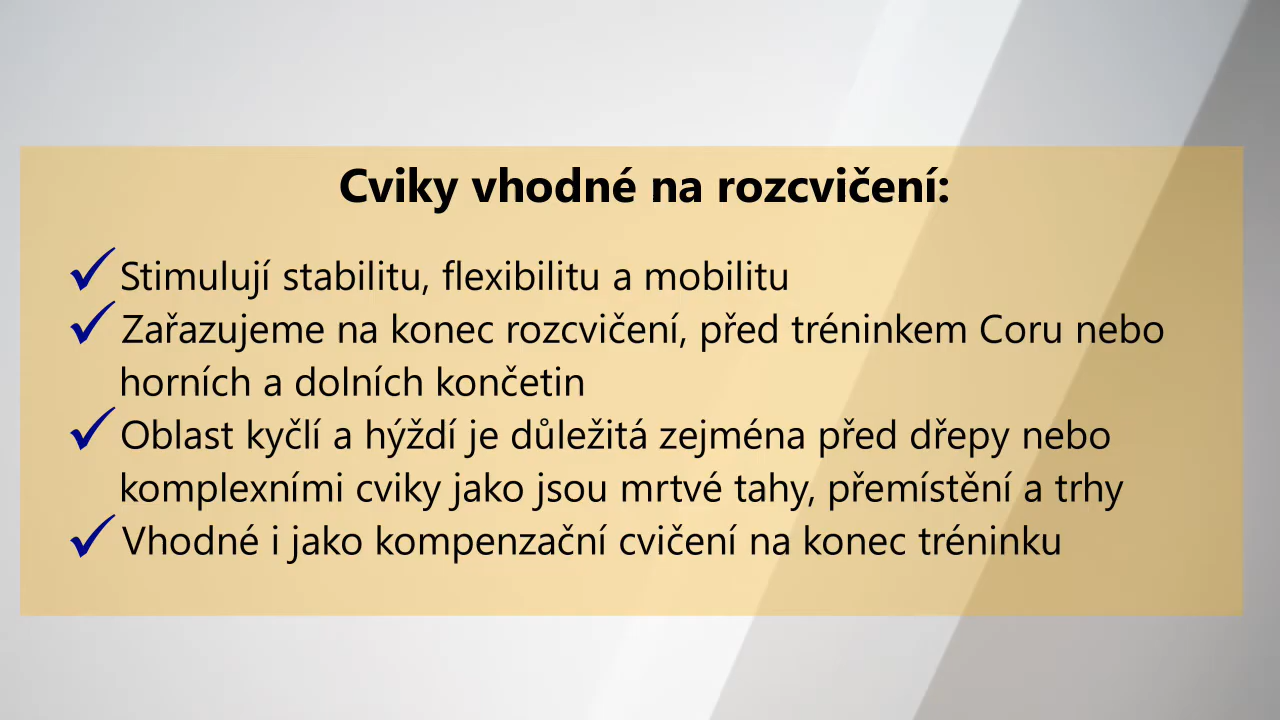 Cviky vhodné na rozcvičení:
Stimulují stabilitu, flexibilitu a mobilitu
Zařazujeme na konec rozcvičení, před tréninkem Coru nebo
horních a dolních končetin
Oblast kyčlí a hýždí je důležitá zejména před dřepy nebo
komplexními cviky jako jsou mrtvé tahy, přemístění a trhy
Vhodné i jako kompenzační cvičení na konec tréninku